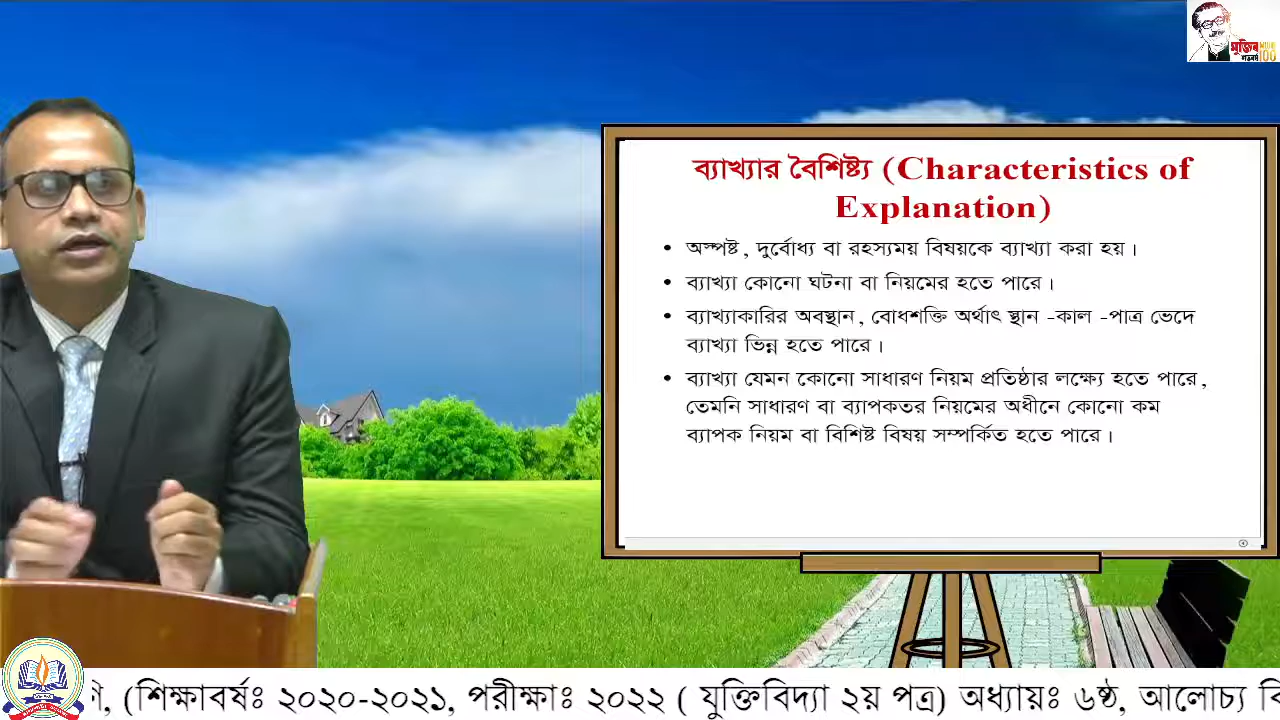 মুজিব
100
ব্যাখ্যার বৈশিষ্ট্য (Characteristics of
Explanation)
• অস্পষ্ট, দুর্বোধ্য বা রহস্যময় বিষয়কে ব্যাখ্যা করা হয়।
• ব্যাখ্যা কোনো ঘটনা বা নিয়মের হতে পারে।
• ব্যাখ্যাকারির অবস্থান, বোধশক্তি অর্থাৎ স্থান -কাল -পাত্র ভেদে
ব্যাখ্যা ভিন্ন হতে পারে।
• ব্যাখ্যা যেমন কোনো সাধারণ নিয়ম প্রতিষ্ঠার লক্ষ্যে হতে পারে,
তেমনি সাধারণ বা ব্যাপকতর নিয়মের অধীনে কোনো কম
ব্যাপক নিয়ম বা বিশিষ্ট বিষয় সম্পর্কিত হতে পারে।
4
(শিক্ষাবর্ষঃ ২০২০-২০২১, পরীক্ষাঃ ২০২২ ( যুক্তিবিদ্যা ২য় পত্র) অধ্যায়ঃ ৬ষ্ঠ, আলোচ্য